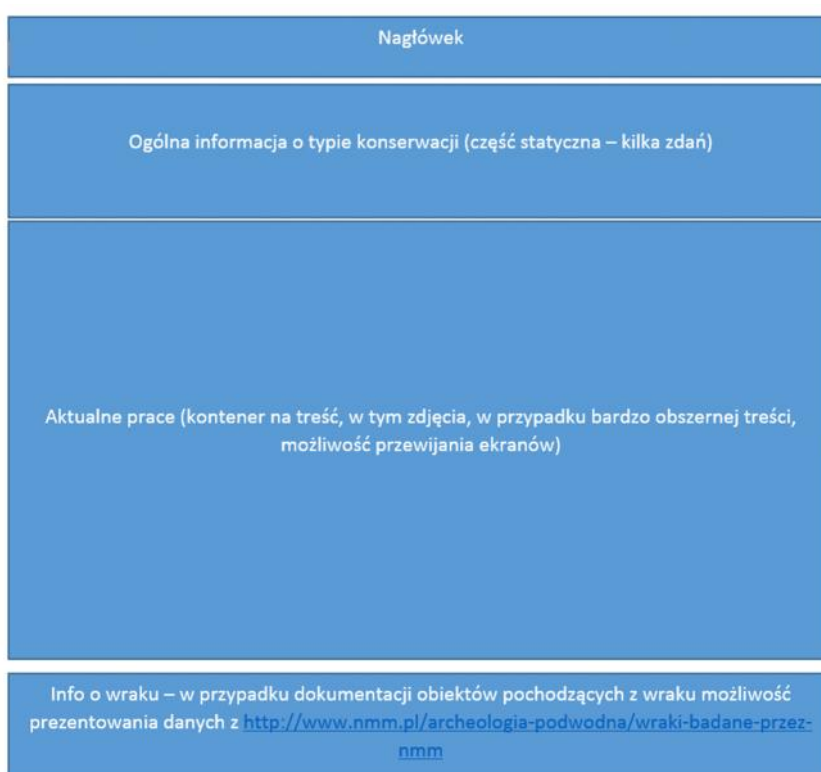 Nagłówek
Ogólna informacja o typie konserwacji (część statyczna – kilka zdań)
Aktualne prace (kontener na treść, w tym zdjęcia, w przypadku bardzo obszernej treści,
możliwość przewijania ekranów)
Info o wraku – w przypadku dokumentacji obiektów pochodzących z wraku możliwość
prezentowania danych z http://www.nmm.pl/archeologia-podwodna/wraki-badane-przez-
nmm